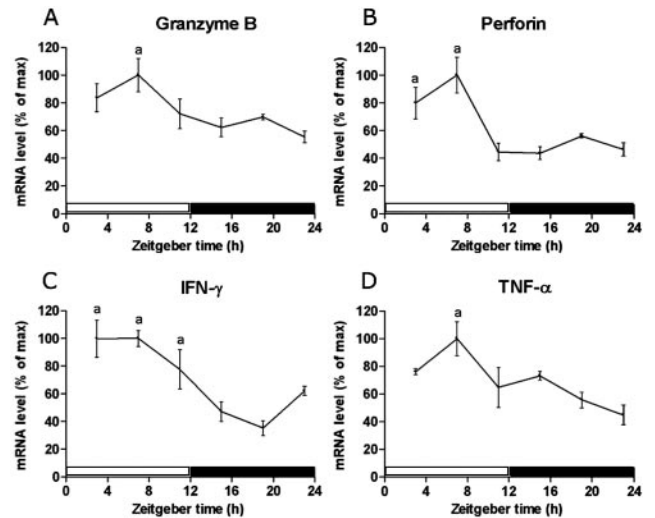 A
Granzyme B
mRNA level (% of max)
120
100
80
60
40
20
0
a
0 4 8 12 16 20 24
Zeitgeber time (h)
B
Perforin
mRNA level (% of max)
120
100
80
60
40
20
0
a
a
0 4 8 12 16 20 24
Zeitgeber time (h)
C
IFN-γ
mRNA level (% of max)
120
100
80
60
40
20
0
a
a
a
0 4 8 12 16 20 24
Zeitgeber time (h)
D
TNF-α
mRNA level (% of max)
120
100
80
60
40
20
0
a
0 4 8 12 16 20 24
Zeitgeber time (h)